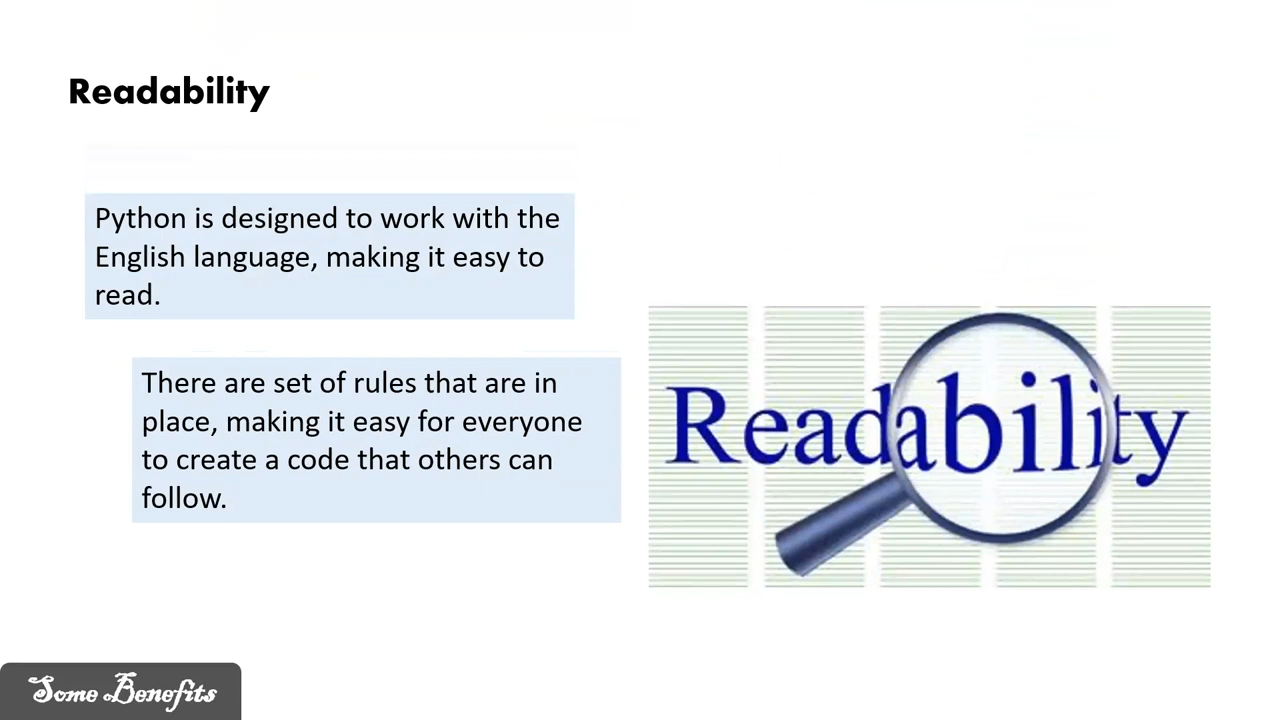 Readability
Python is designed to work with the
English language, making it easy to
read.
There are set of rules that are in
place, making it easy for everyone
to create a code that others can
follow.
Readability
Some Benefits